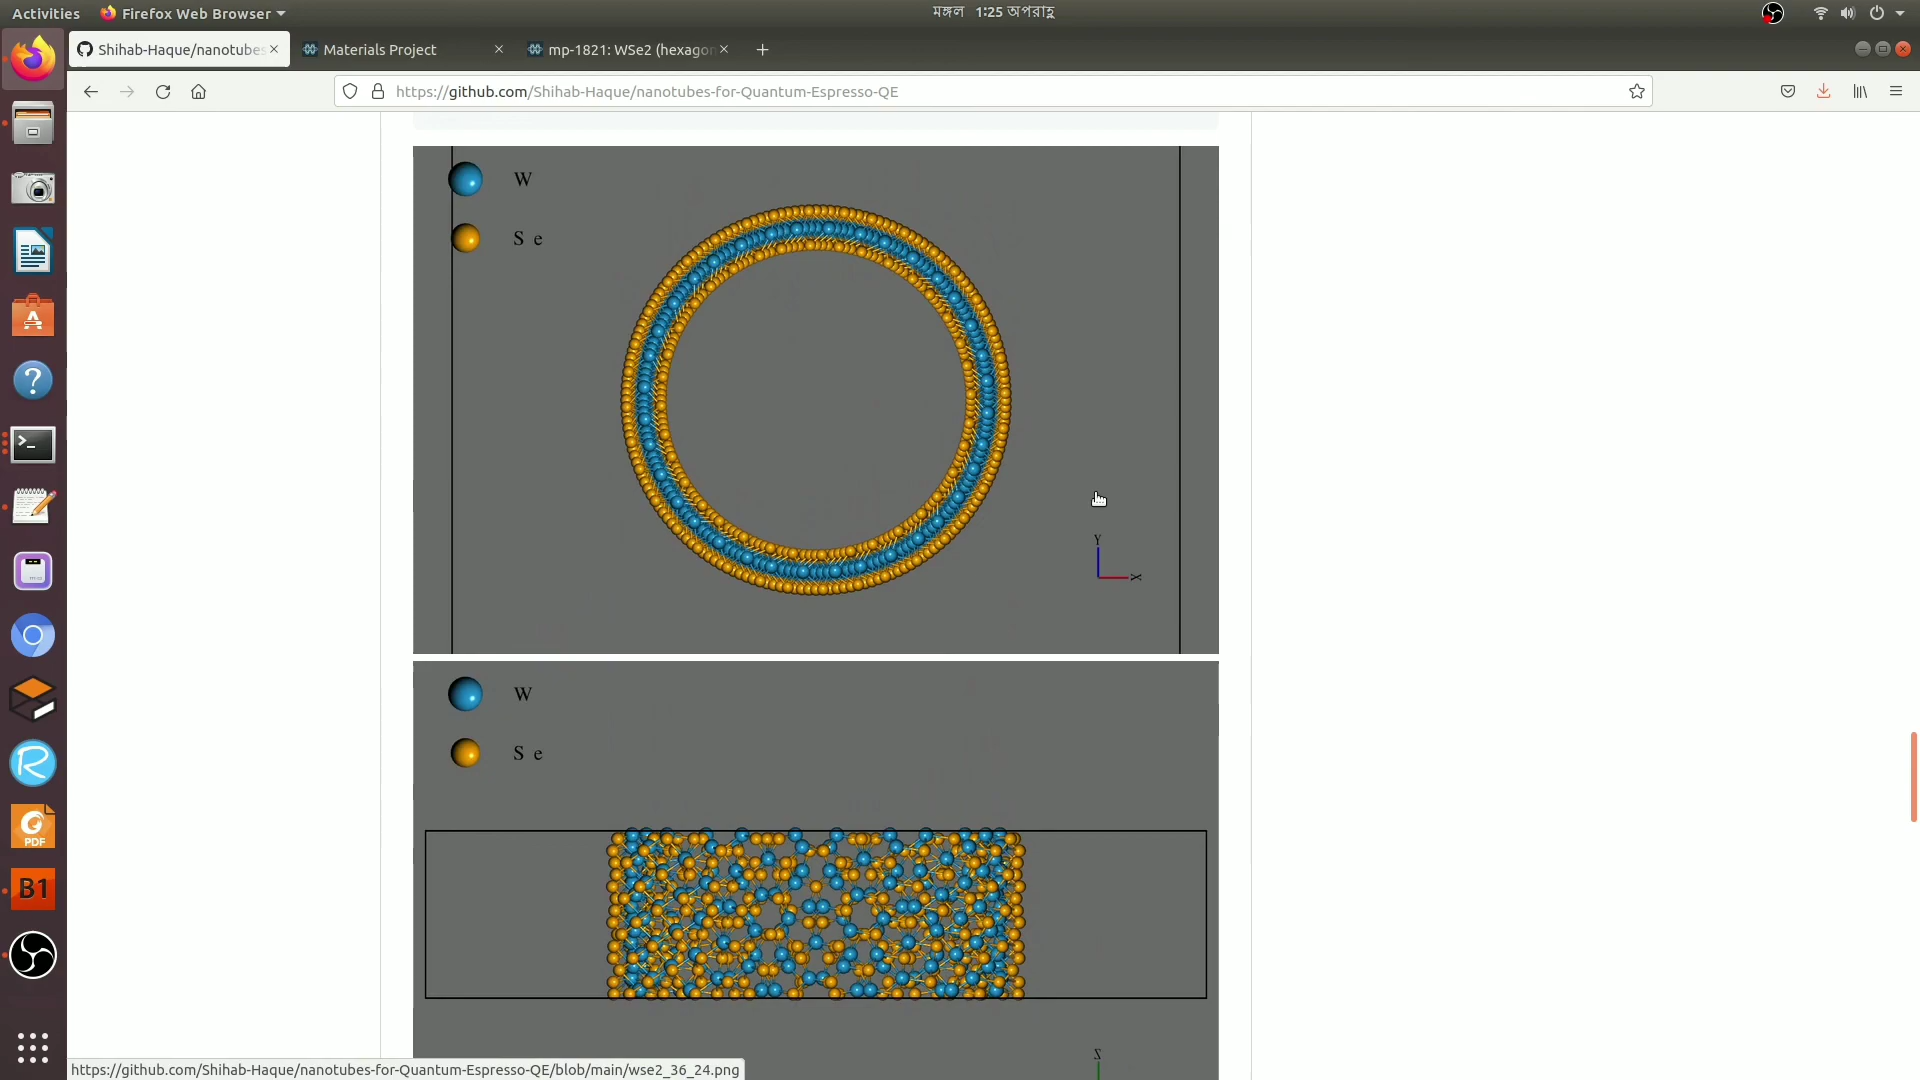 Activities Firefox Web Browser মঙ্গল 1:25 অপরাহ্ণ
Shihab-Haque/nanotubes Materials Project mp-1821: WSe2 (hexagon
https://github.com/Shihab-Haque/nanotubes-for-Quantum-Espresso-QE
W
S e
Y
X
W
S e
PDF
B1
Z
https://github.com/Shihab-Haque/nanotubes-for-Quantum-Espresso-QE/blob/main/wse2_36_24.png